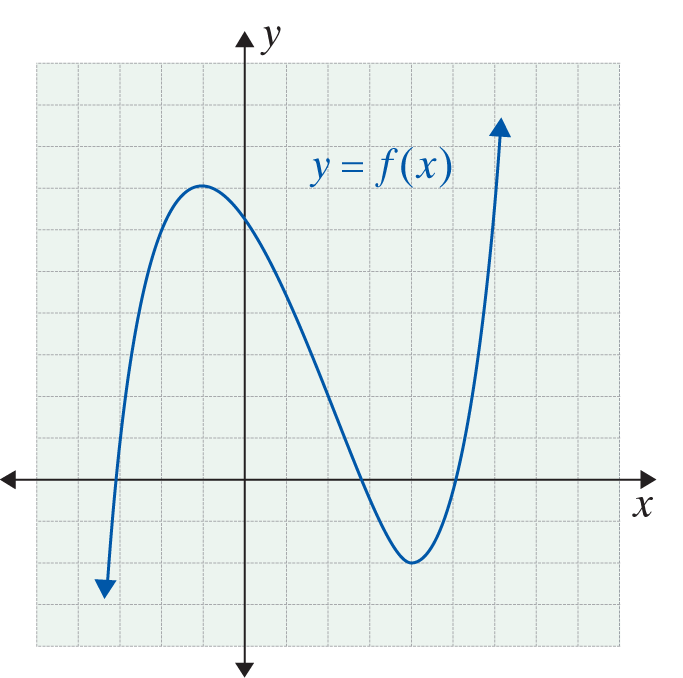 y
y = f(x)
x